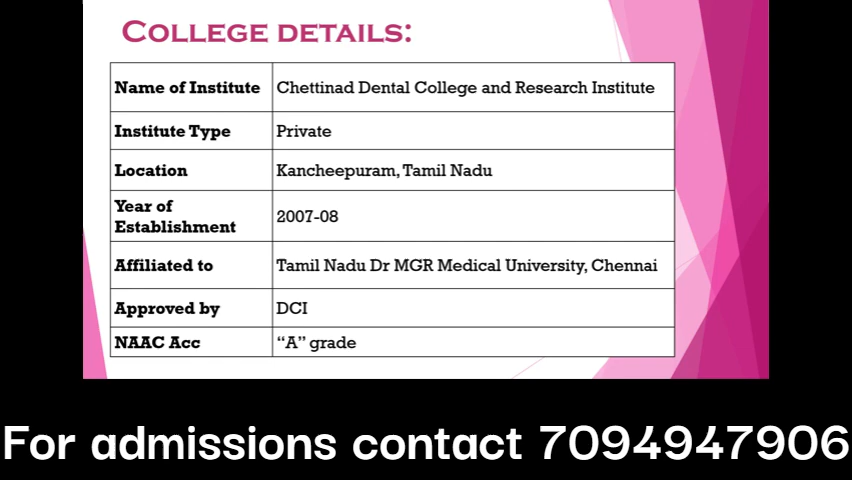 COLLEGE DETAILS:
Name of Institute Chettinad Dental College and Research Institute
Institute Type Private
Location Kancheepuram, Tamil Nadu
Year of
Establishment 2007-08
Affiliated to Tamil Nadu Dr MGR Medical University, Chennai
Approved by DCI
NAAC Acc “A” grade
For admissions contact 7094947906